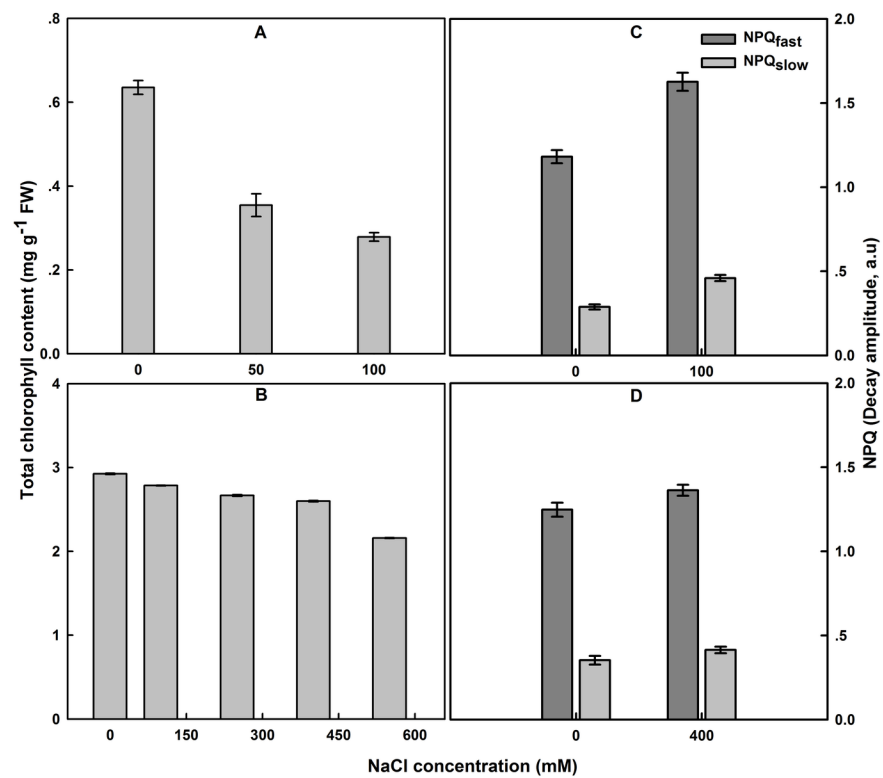 A
.8
.6
.4
.2
0.0
0 50 100
C
NPQfast
NPQslow
2.0
1.5
1.0
.5
0.0
0 100
B
4
3
2
1
0
0 150 300 450 600
D
2.0
1.5
1.0
.5
0.0
0 400
Total chlorophyll content (mg g-1 FW)
NPQ (Decay amplitude, a.u)
NaCl concentration (mM)